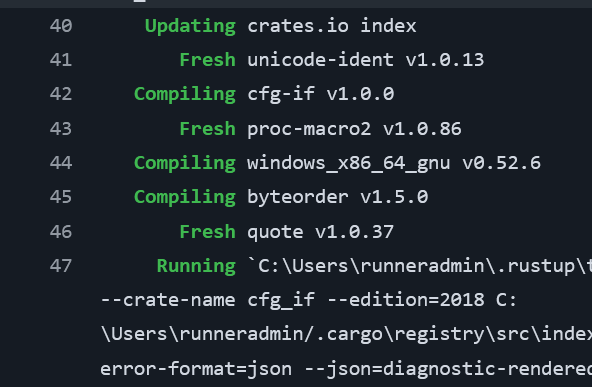 40 Updating crates.io index
41 Fresh unicode-ident v1.0.13
42 Compiling cfg-if v1.0.0
43 Fresh proc-macro2 v1.0.86
44 Compiling windows_x86_64_gnu v0.52.6
45 Compiling byteorder v1.5.0
46 Fresh quote v1.0.37
47 Running `C:\Users\runneradmin\.rustup\t
--crate-name cfg_if --edition=2018 C:
\Users\runneradmin/.cargo\registry\src\index
error-format=json --json=diagnostic-rendered